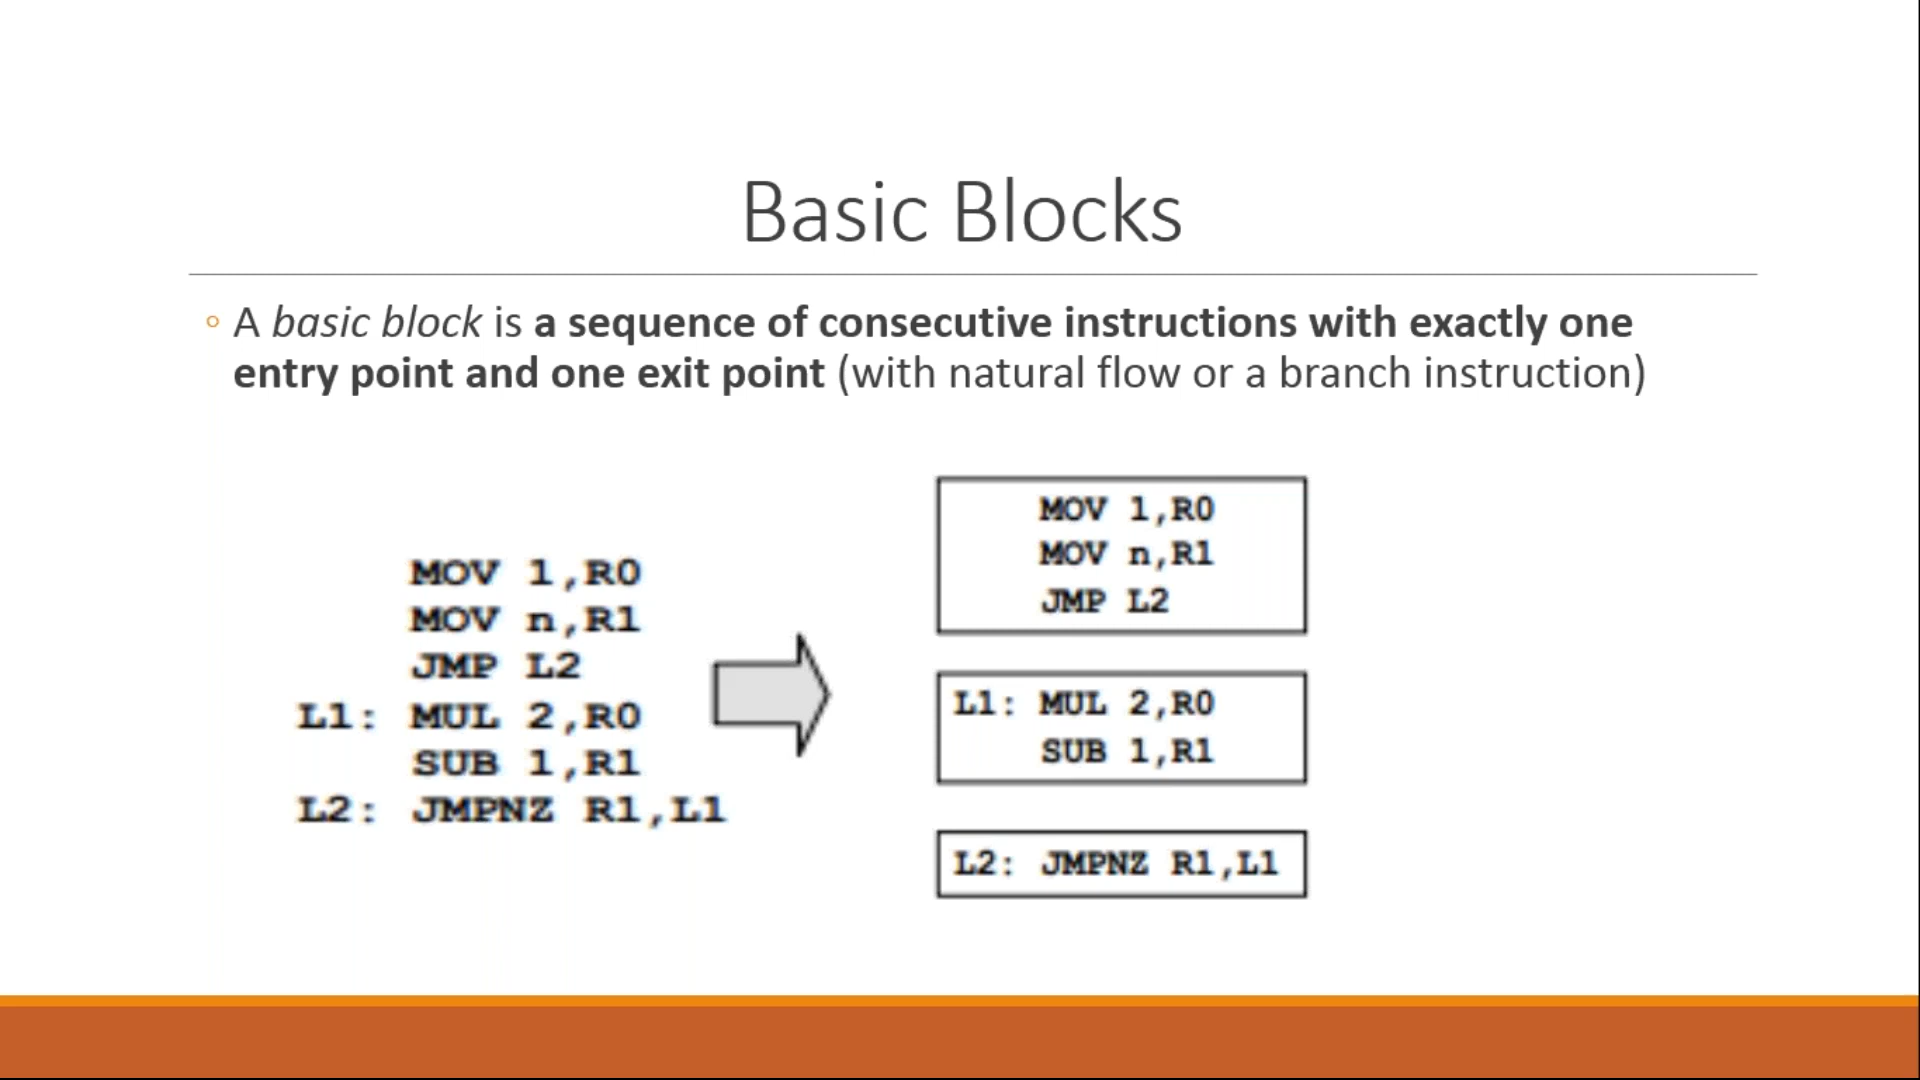 Basic Blocks
◦ A basic block is a sequence of consecutive instructions with exactly one
entry point and one exit point (with natural flow or a branch instruction)
MOV 1,R0
MOV n,R1
JMP L2
L1: MUL 2,R0
SUB 1,R1
L2: JMPNZ R1,L1
MOV 1,R0
MOV n,R1
JMP L2
L1: MUL 2,R0
SUB 1,R1
L2: JMPNZ R1,L1